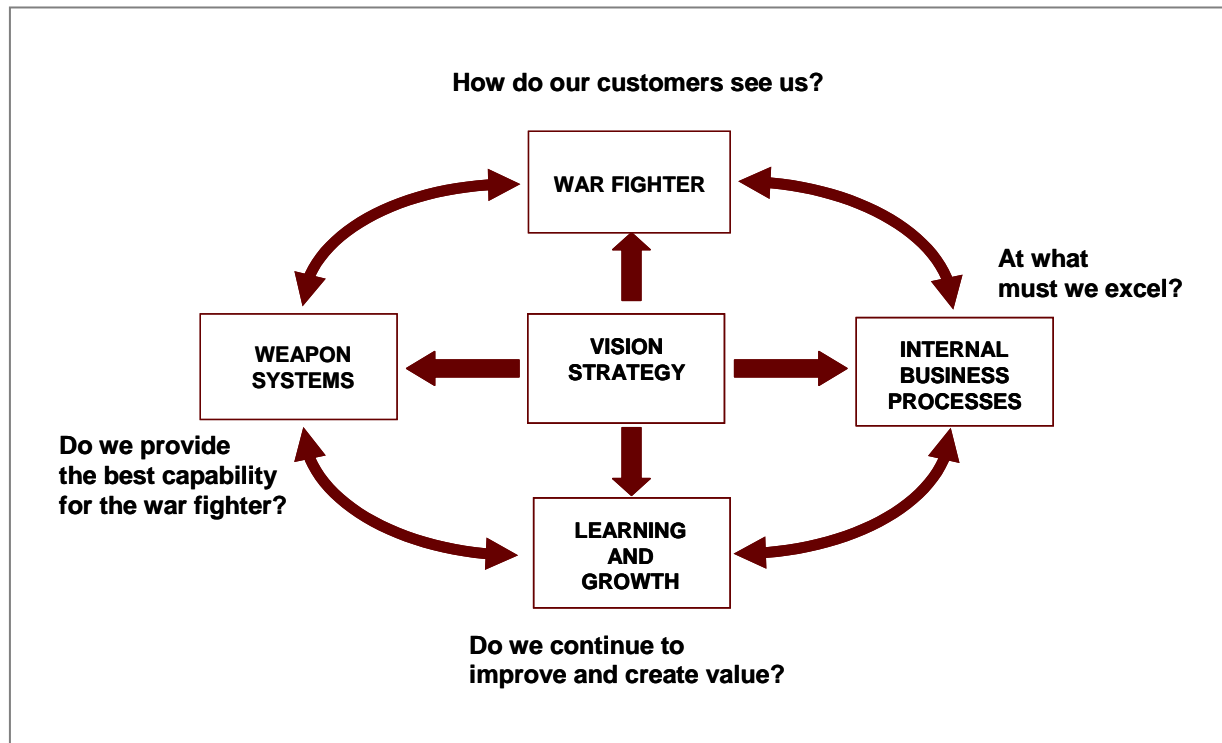 How do our customers see us?
WAR FIGHTER
At what
must we excel?
WEAPON
SYSTEMS
VISION
STRATEGY
INTERNAL
BUSINESS
PROCESSES
Do we provide
the best capability
for the war fighter?
LEARNING
AND
GROWTH
Do we continue to
improve and create value?